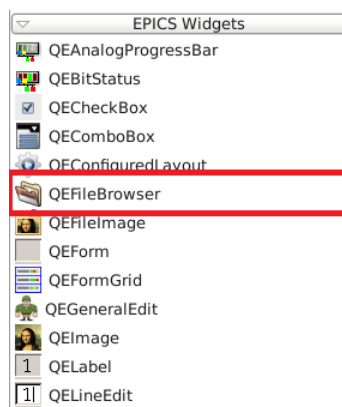 EPICS Widgets
QEAnalogProgressBar
QEBitStatus
QECheckBox
QEComboBox
QEConfiguredLayout
QEFileBrowser
QEFileImage
QEForm
QEFormGrid
QEGeneralEdit
QEImage
1 QELabel
1 QELineEdit